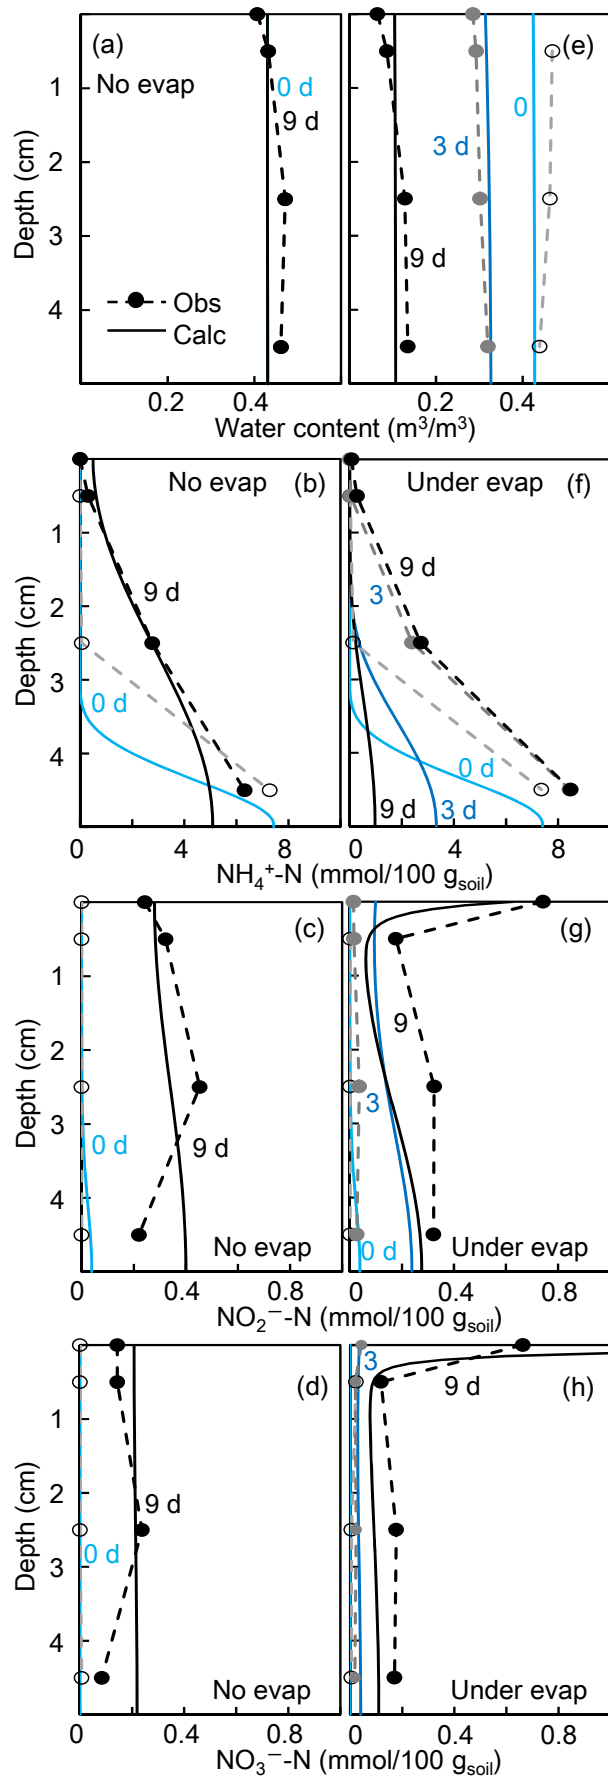 (a)
(e)
No evap
0 d
9 d
3 d
0
9 d
1
2
3
4
Depth (cm)
Obs
Calc
0.2
0.4
0.2
0.4
Water content (m³/m³)
No evap
(b)
Under evap
(f)
9 d
0 d
9 d
3
0 d
9 d
3 d
1
2
3
4
Depth (cm)
0
4
8
0
4
8
NH₄⁺-N (mmol/100 gsoil)
(c)
(g)
0 d
9 d
9
3
0 d
No evap
Under evap
1
2
3
4
Depth (cm)
0
0.4
0.8
0
0.4
0.8
NO₂⁻-N (mmol/100 gsoil)
(d)
(h)
3
9 d
9 d
0 d
No evap
Under evap
1
2
3
4
Depth (cm)
0
0.4
0.8
0
0.4
0.8
NO₃⁻-N (mmol/100 gsoil)